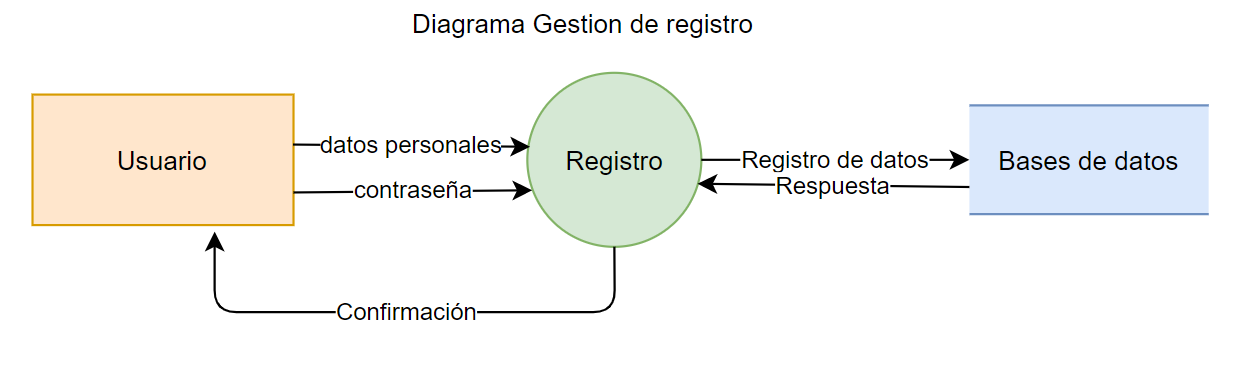 Diagrama Gestion de registro
Usuario
datos personales
contraseña
Registro
Registro de datos
Respuesta
Bases de datos
Confirmación